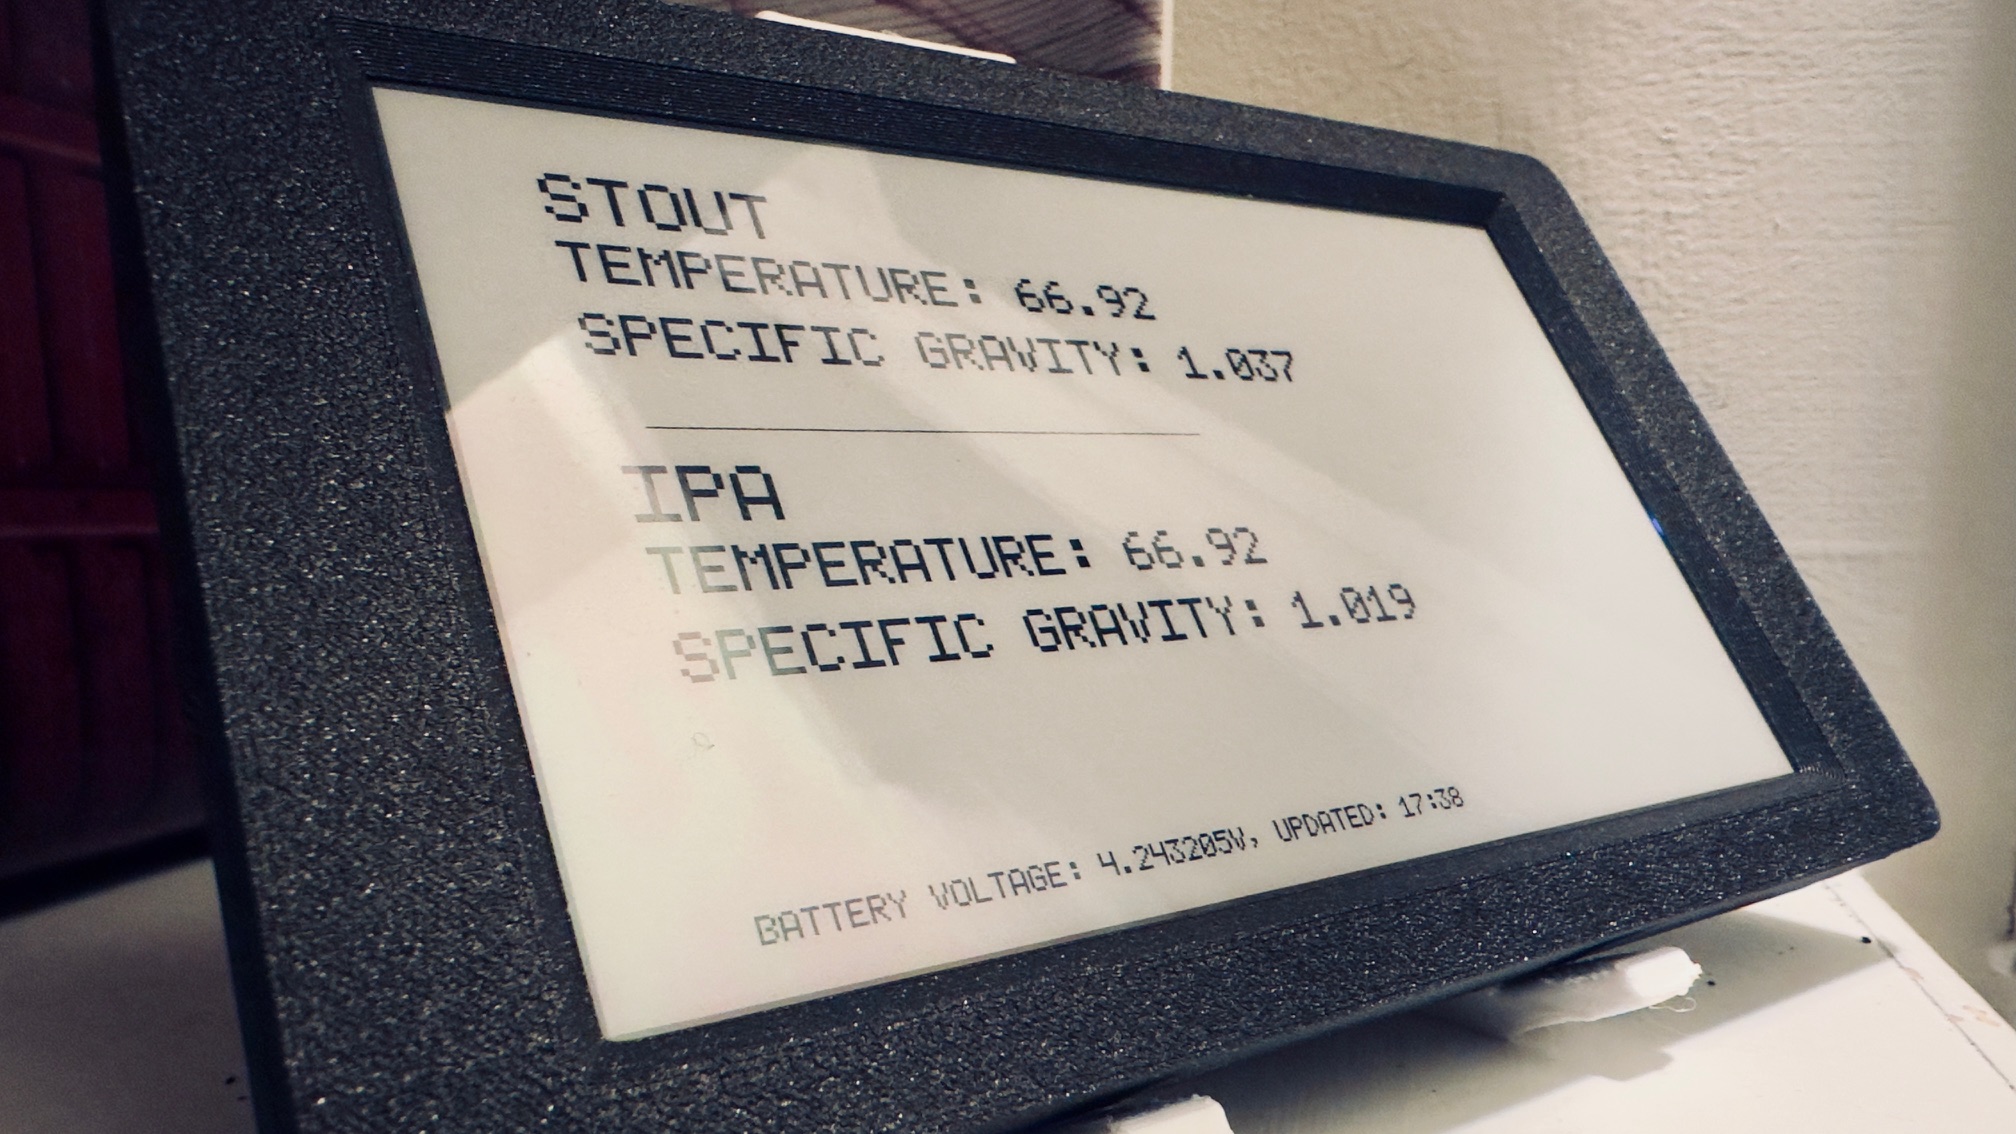 STOUT
TEMPERATURE: 66.92
SPECIFIC GRAVITY: 1.037
IPA
TEMPERATURE: 66.92
SPECIFIC GRAVITY: 1.019
BATTERY VOLTAGE: 4.243205V, UPDATED: 17:38